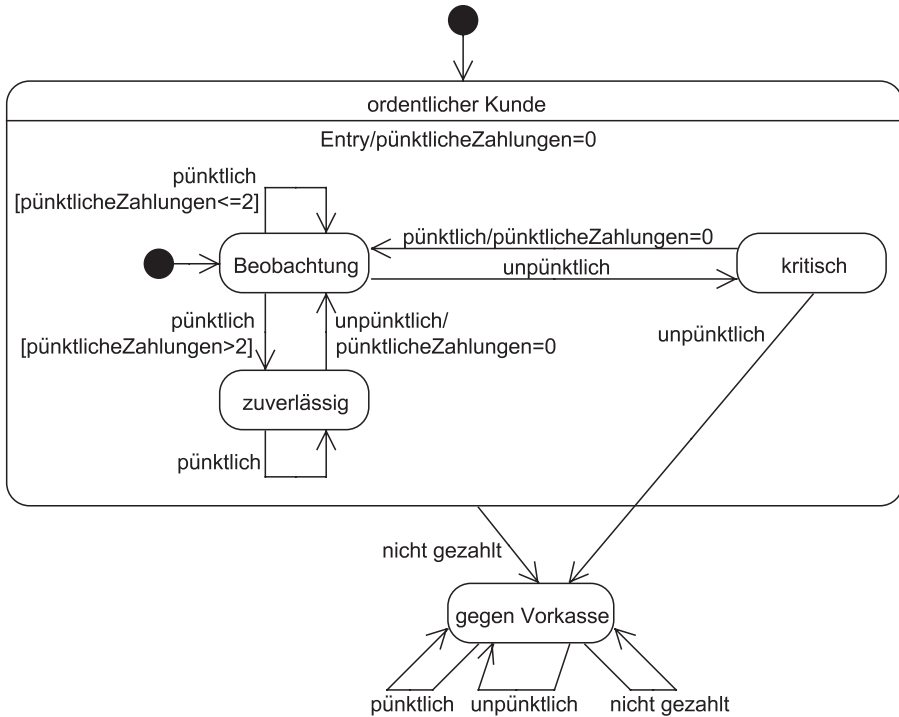 ordentlicher Kunde
Entry/pünktlicheZahlungen=0
pünktlich
[pünktlicheZahlungen<=2]
pünktlich/pünktlicheZahlungen=0
Beobachtung
unpünktlich
kritisch
pünktlich
[pünktlicheZahlungen>2]
unpünktlich/
pünktlicheZahlungen=0
unpünktlich
zuverlässig
pünktlich
nicht gezahlt
gegen Vorkasse
pünktlich
unpünktlich
nicht gezahlt